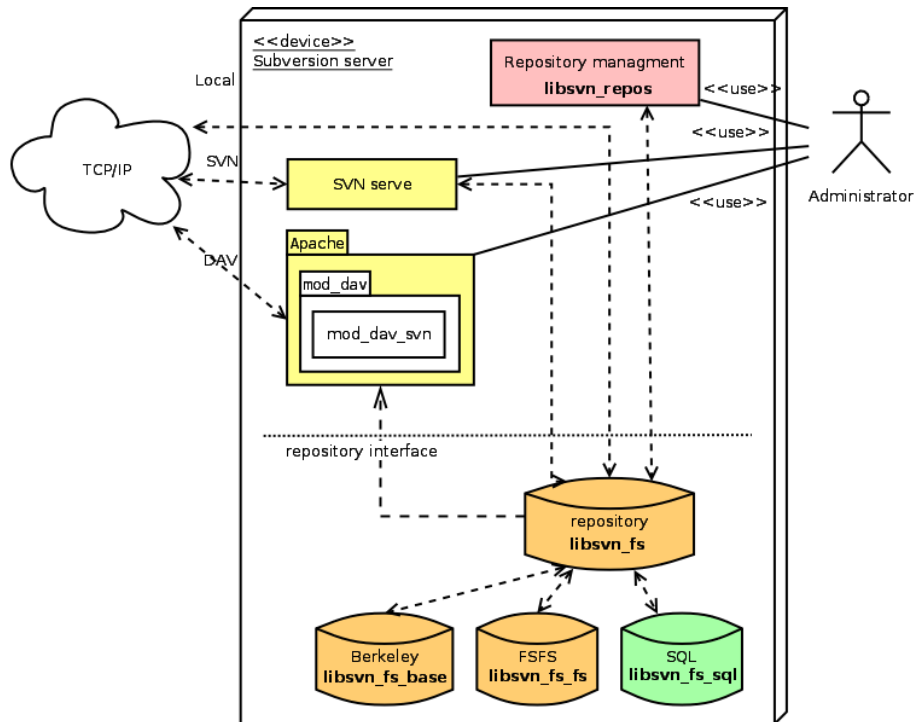 <<device>>
Subversion server
Repository managment
libsvn_repos
Local
<<use>>
<<use>>
TCP/IP
SVN
SVN serve
Administrator
<<use>>
Apache
DAV
mod_dav
mod_dav_svn
repository interface
repository
libsvn_fs
Berkeley
libsvn_fs_base
FSFS
libsvn_fs_fs
SQL
libsvn_fs_sql